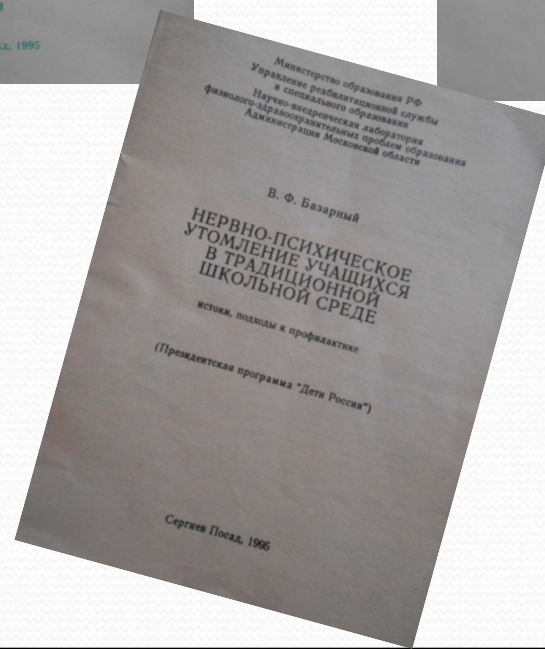 ад, 1995
Министерство образования РФ
Управление реабилитационной службы
и специального образования
Научно-внедренческая лаборатория
физиолого-здравоохранительных проблем образования
Администрации Московской области
В. Ф. Базарный
НЕРВНО-ПСИХИЧЕСКОЕ
УТОМЛЕНИЕ УЧАЩИХСЯ
В ТРАДИЦИОННОЙ
ШКОЛЬНОЙ СРЕДЕ
истоки, подходы к профилактике
(Президентская программа "Дети России")
Сергиев Посад, 1995